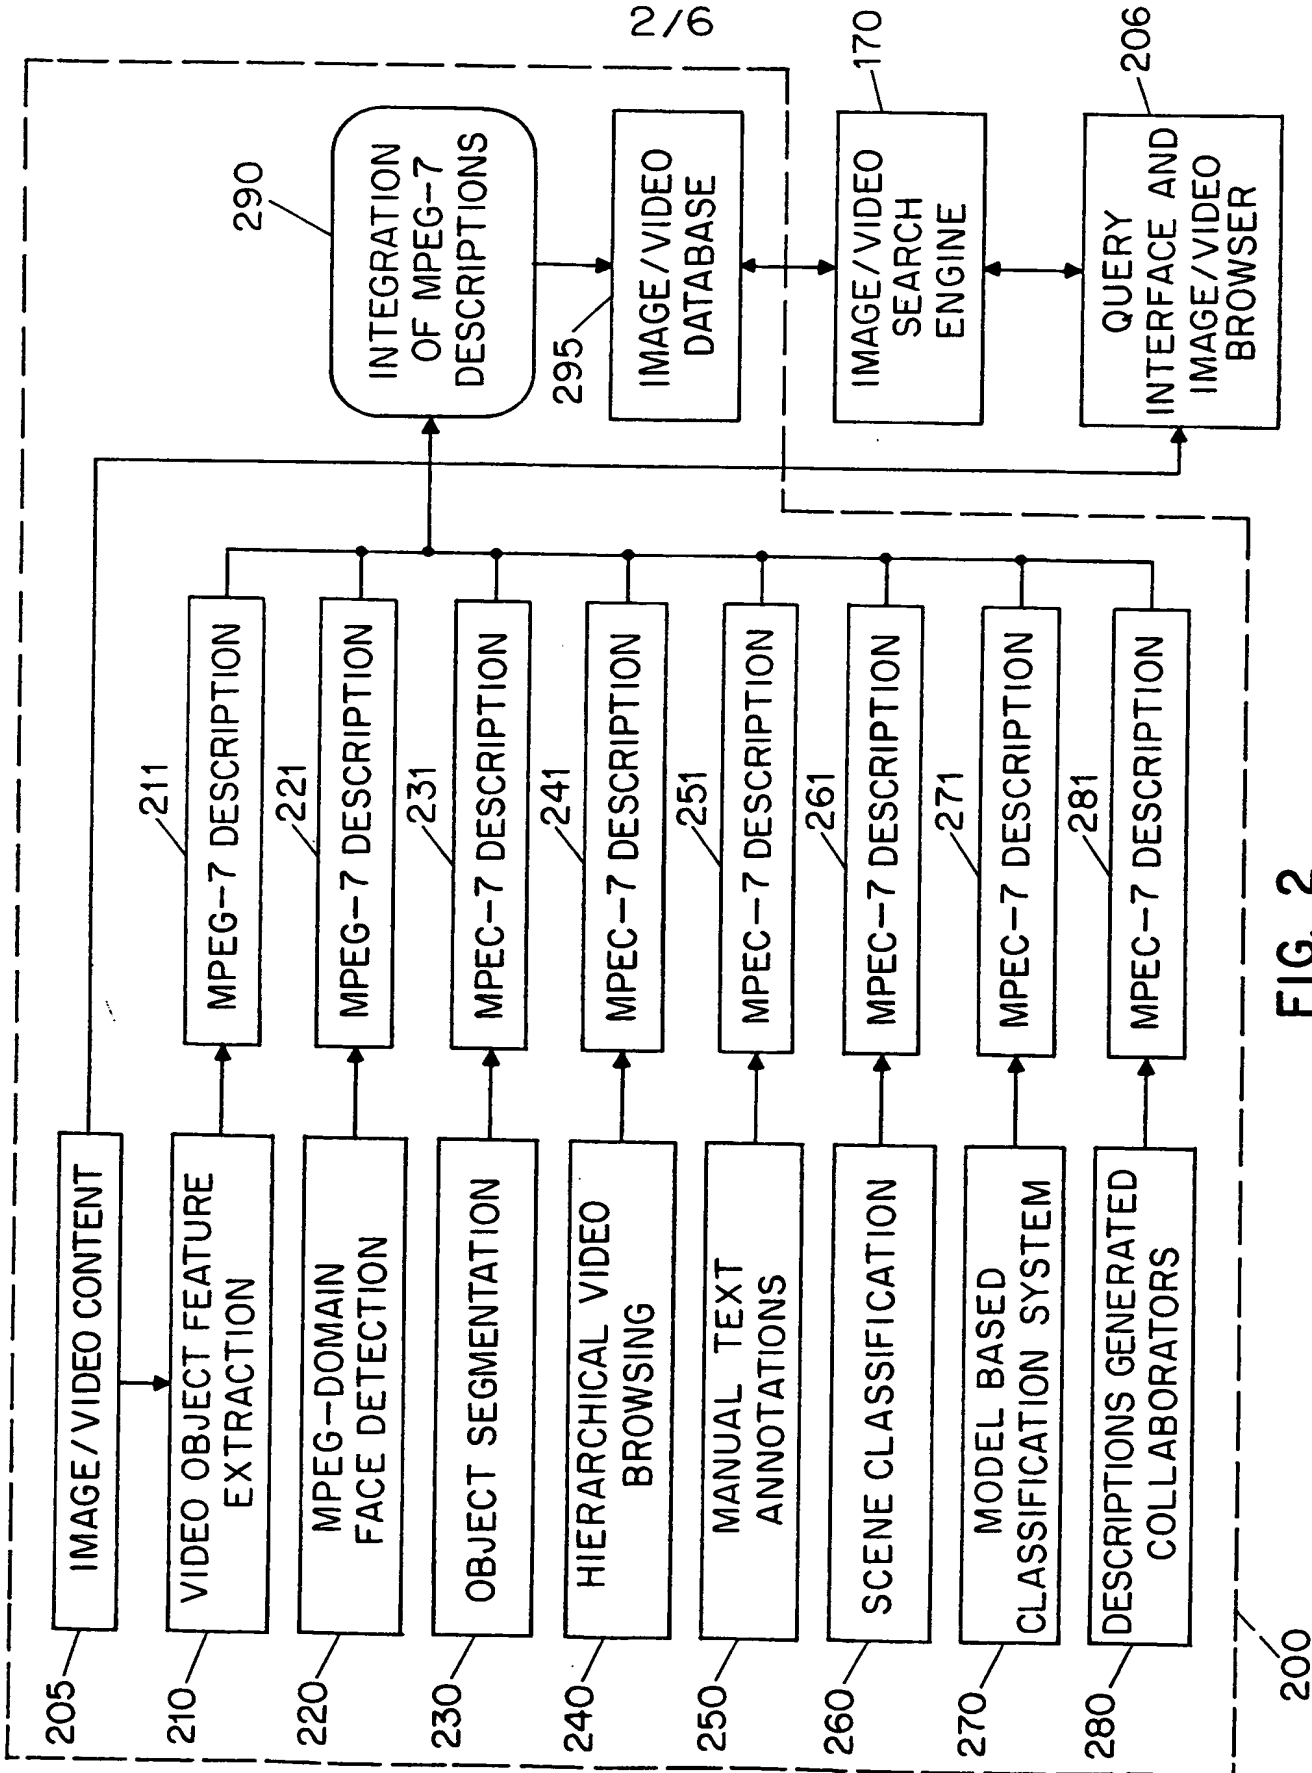 2/6
205
IMAGE/VIDEO CONTENT
210
VIDEO OBJECT FEATURE
EXTRACTION
211
MPEG-7 DESCRIPTION
220
MPEG-DOMAIN
FACE DETECTION
221
MPEG-7 DESCRIPTION
230
OBJECT SEGMENTATION
231
MPEC-7 DESCRIPTION
240
HIERARCHICAL VIDEO
BROWSING
241
MPEC-7 DESCRIPTION
250
MANUAL TEXT
ANNOTATIONS
251
MPEC-7 DESCRIPTION
260
SCENE CLASSIFICATION
261
MPEC-7 DESCRIPTION
270
MODEL BASED
CLASSIFICATION SYSTEM
271
MPEC-7 DESCRIPTION
280
DESCRIPTIONS GENERATED
COLLABORATORS
281
MPEC-7 DESCRIPTION
290
INTEGRATION
OF MPEG-7
DESCRIPTIONS
295
IMAGE/VIDEO
DATABASE
170
IMAGE/VIDEO
SEARCH
ENGINE
206
QUERY
INTERFACE AND
IMAGE/VIDEO
BROWSER
200
FIG. 2